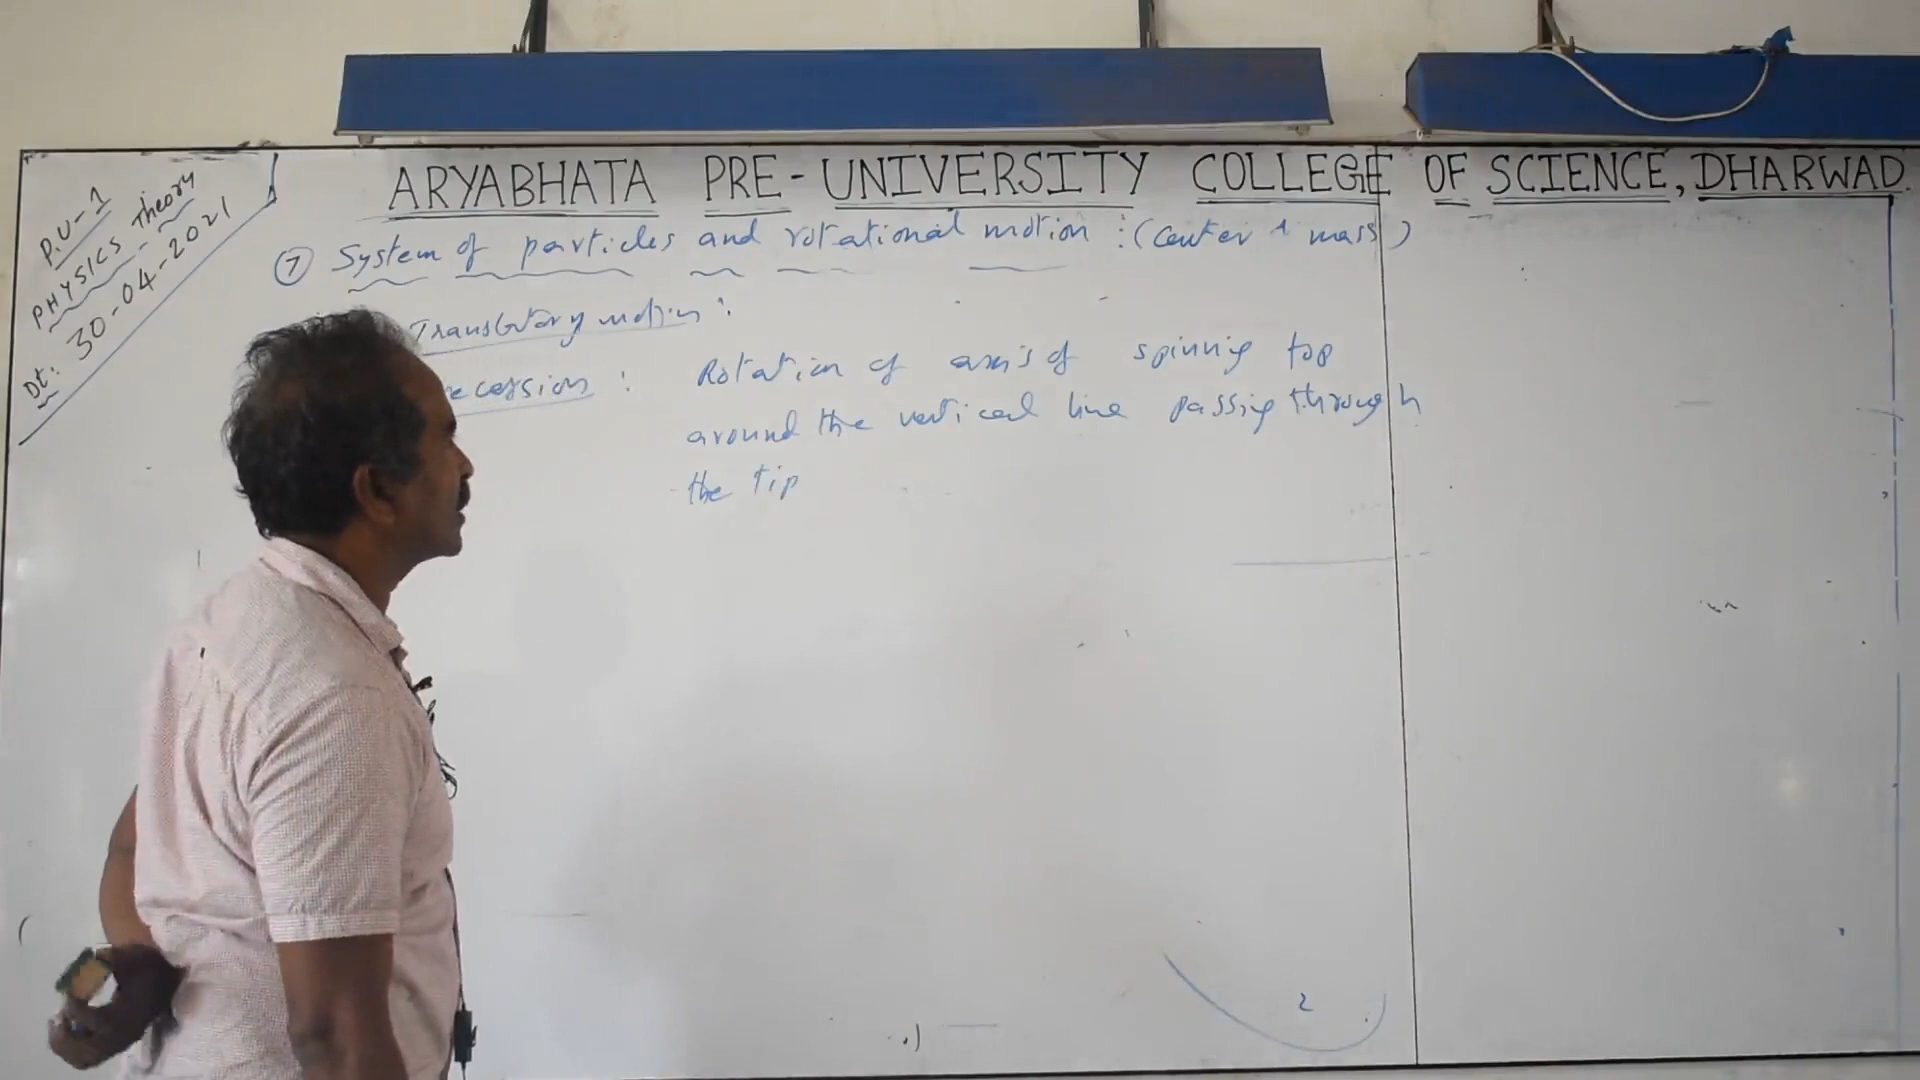 P.U-1
PHYSICS Theory
Dt: 30-04-2021
ARYABHATA PRE-UNIVERSITY COLLEGE OF SCIENCE, DHARWAD.
7 System of particles and rotational motion : (Center mass)
Translatory motion :
ecession : Rotation of axis of spinning top
around the vertical line passing through
the tip
2